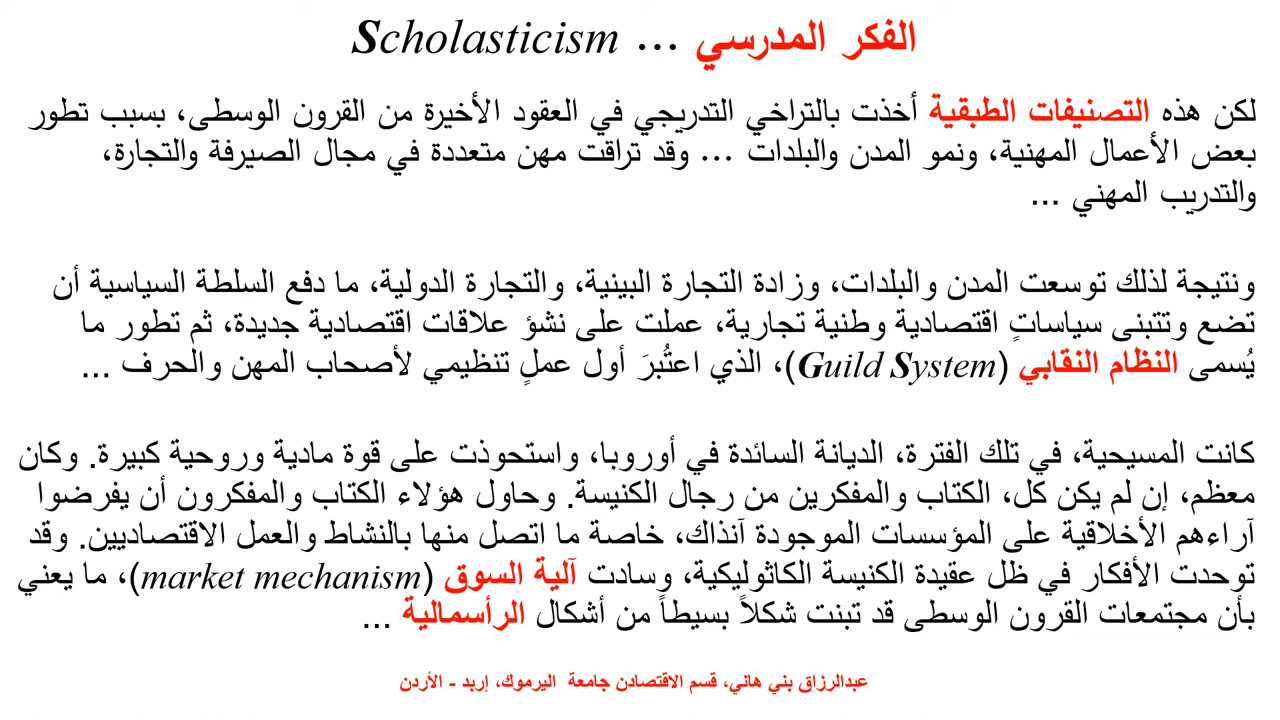 الفكر المدرسي ... Scholasticism
لكن هذه التصنيفات الطبقية أخذت بالتراخي التدريجي في العقود الأخيرة من القرون الوسطى، بسبب تطور
بعض الأعمال المهنية، ونمو المدن والبلدات ... وقد تراقت مهن متعددة في مجال الصيرفة والتجارة،
والتدريب المهني ...
ونتيجة لذلك توسعت المدن والبلدات، وزادة التجارة البينية، والتجارة الدولية، ما دفع السلطة السياسية أن
تضع وتتبنى سياساتٍ اقتصادية وطنية تجارية، عملت على نشؤ علاقات اقتصادية جديدة، ثم تطور ما
يُسمى النظام النقابي (Guild System)، الذي اعتُبرَ أول عملٍ تنظيمي لأصحاب المهن والحرف ...
كانت المسيحية، في تلك الفترة، الديانة السائدة في أوروبا، واستحوذت على قوة مادية وروحية كبيرة. وكان
معظم، إن لم يكن كل، الكتاب والمفكرين من رجال الكنيسة. وحاول هؤلاء الكتاب والمفكرون أن يفرضوا
آراءهم الأخلاقية على المؤسسات الموجودة آنذاك، خاصة ما اتصل منها بالنشاط والعمل الاقتصاديين. وقد
توحدت الأفكار في ظل عقيدة الكنيسة الكاثوليكية، وسادت آلية السوق (market mechanism)، ما يعني
بأن مجتمعات القرون الوسطى قد تبنت شكلاً بسيطاً من أشكال الرأسمالية ...
عبدالرزاق بني هاني، قسم الاقتصادن جامعة اليرموك، إربد - الأردن